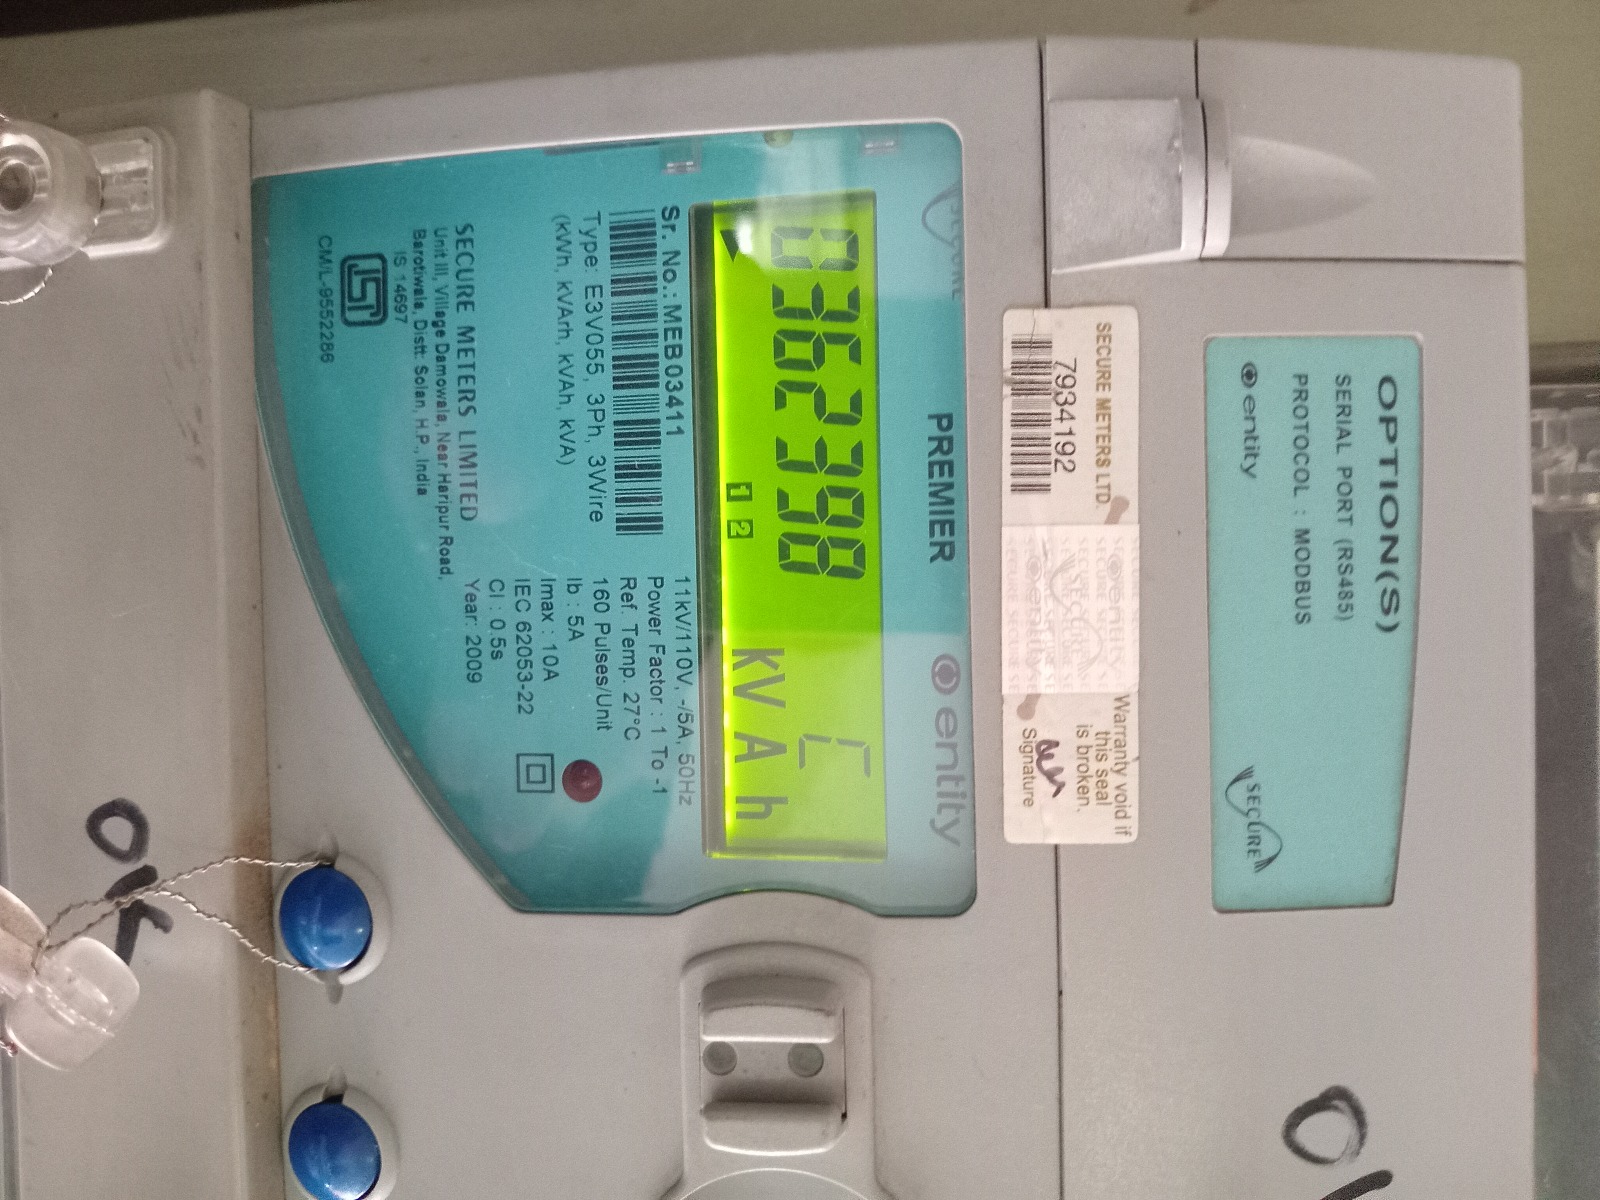 OPTION(S)
SERIAL PORT (RS485)
PROTOCOL : MODBUS
entity
SECURE
SECURE METERS LTD.
7934192
Warranty void if
this seal
is broken.
Signature
SECURE
PREMIER
entity
0362398 C
kVAh
1 2
Sr. No.: MEB03411
Type: E3V055, 3Ph, 3Wire
(kWh, kVArh, kVAh, kVA)
11kV/110V, -/5A, 50Hz
Power Factor : 1 To -1
Ref. Temp. 27°C
160 Pulses/Unit
Ib : 5A
Imax : 10A
IEC 62053-22
Cl : 0.5s
Year: 2009
SECURE METERS LIMITED
Unit III, Village Damowala, Near Haripur Road,
Barotiwala, Distt. Solan, H.P., India
IS 14697
CM/L-9552286
OK